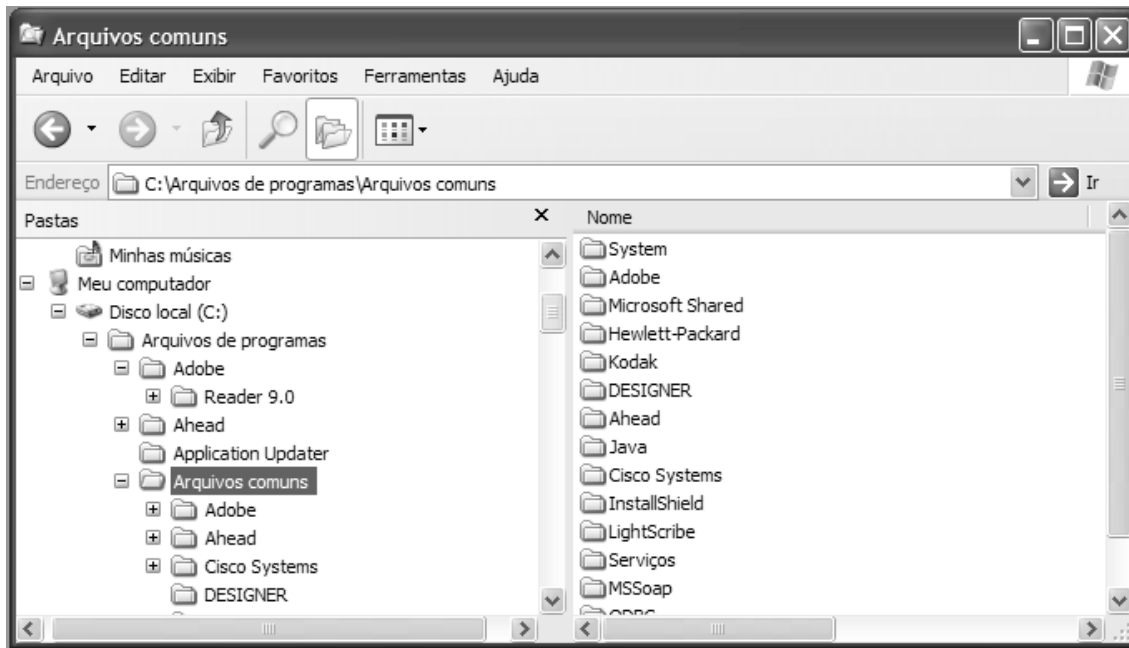 Arquivos comuns
Arquivo Editar Exibir Favoritos Ferramentas Ajuda
Endereço C:\Arquivos de programas\Arquivos comuns Ir
Pastas
Minhas músicas
Meu computador
Disco local (C:)
Arquivos de programas
Adobe
Reader 9.0
Ahead
Application Updater
Arquivos comuns
Adobe
Ahead
Cisco Systems
DESIGNER
Nome
System
Adobe
Microsoft Shared
Hewlett-Packard
Kodak
DESIGNER
Ahead
Java
Cisco Systems
InstallShield
LightScribe
Serviços
MSSoap